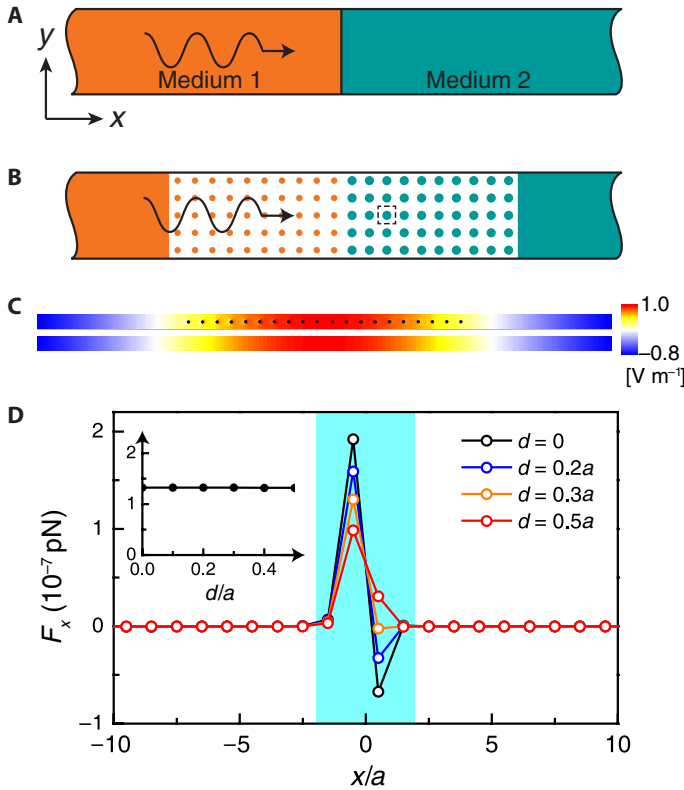 A
y
x
Medium 1
Medium 2
B
C
1.0
–0.8
[V m⁻¹]
D
Fₓ (10⁻⁷ pN)
2
1
0
–1
2
1
0
0.0 0.2 0.4
d/a
d = 0
d = 0.2a
d = 0.3a
d = 0.5a
–10 –5 0 5 10
x/a